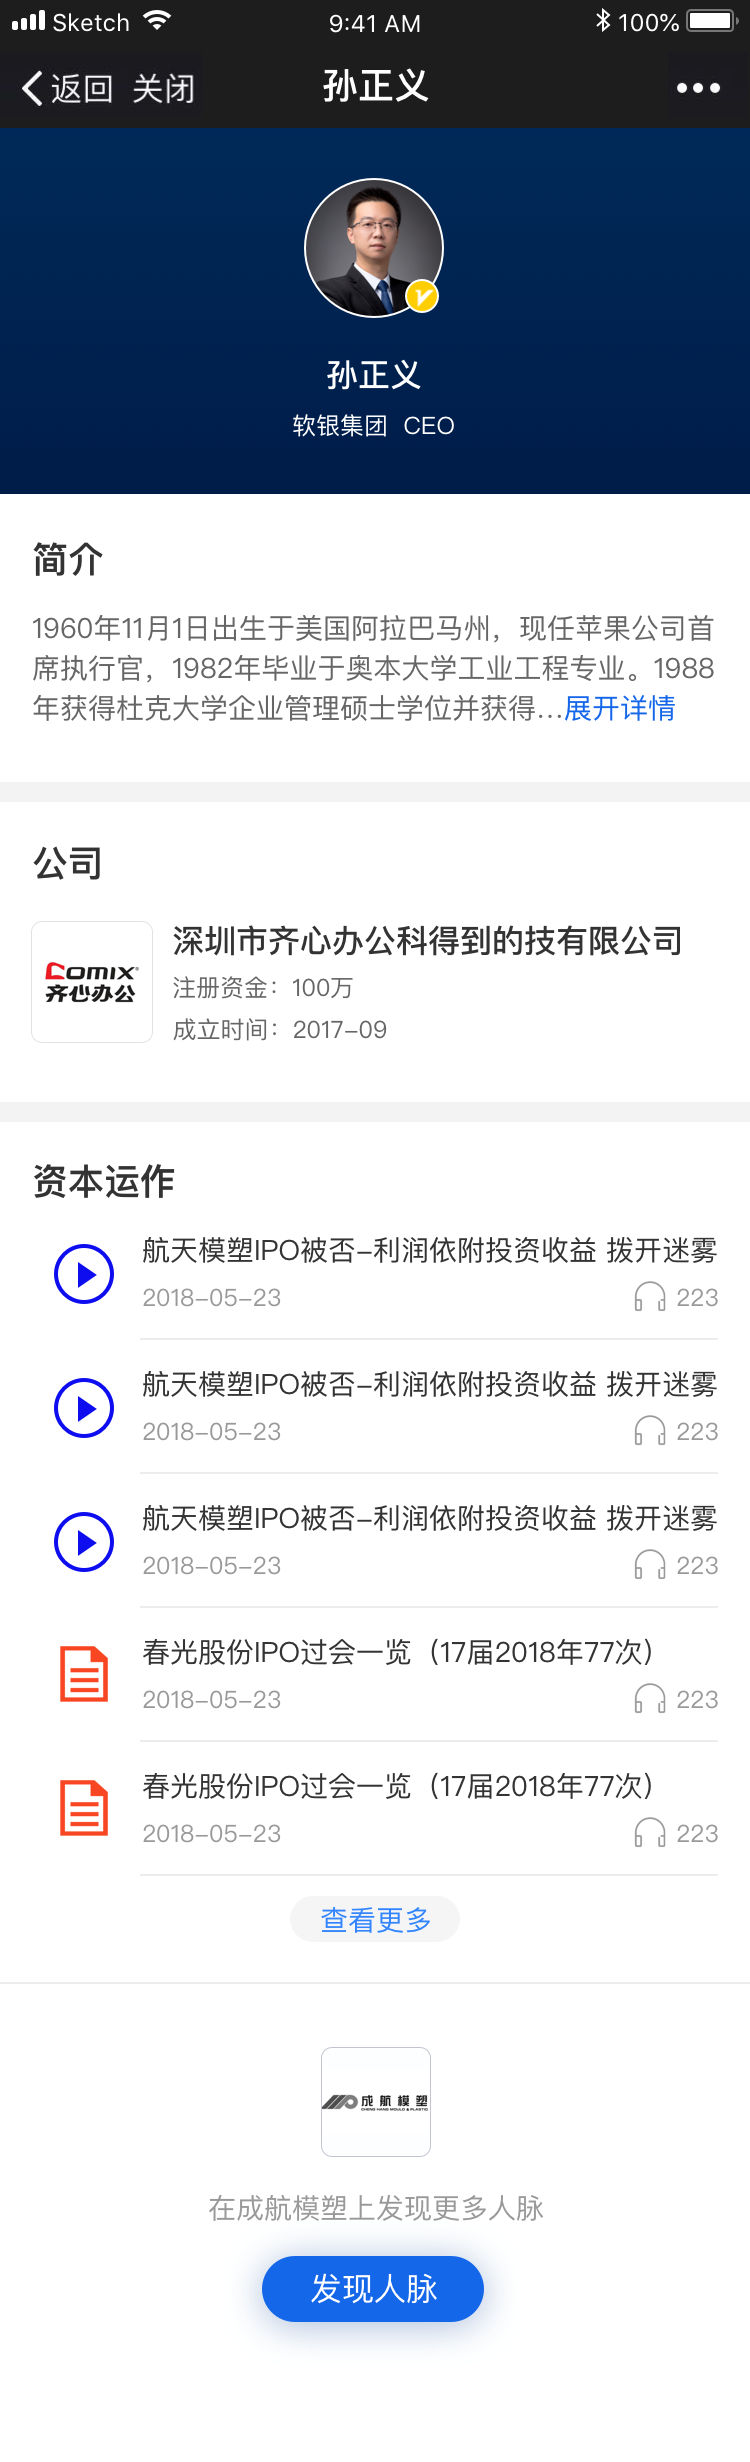 Sketch 9:41 AM 100%
返回 关闭 孙正义
孙正义
软银集团 CEO
简介
1960年11月1日出生于美国阿拉巴马州，现任苹果公司首
席执行官，1982年毕业于奥本大学工业工程专业。1988
年获得杜克大学企业管理硕士学位并获得...展开详情
公司
COMIX
齐心办公
深圳市齐心办公科得到的技有限公司
注册资金：100万
成立时间：2017-09
资本运作
航天模塑IPO被否-利润依附投资收益 拨开迷雾
2018-05-23 223
航天模塑IPO被否-利润依附投资收益 拨开迷雾
2018-05-23 223
航天模塑IPO被否-利润依附投资收益 拨开迷雾
2018-05-23 223
春光股份IPO过会一览（17届2018年77次）
2018-05-23 223
春光股份IPO过会一览（17届2018年77次）
2018-05-23 223
查看更多
成航模塑
CHENG HANG MOULD & PLASTIC
在成航模塑上发现更多人脉
发现人脉